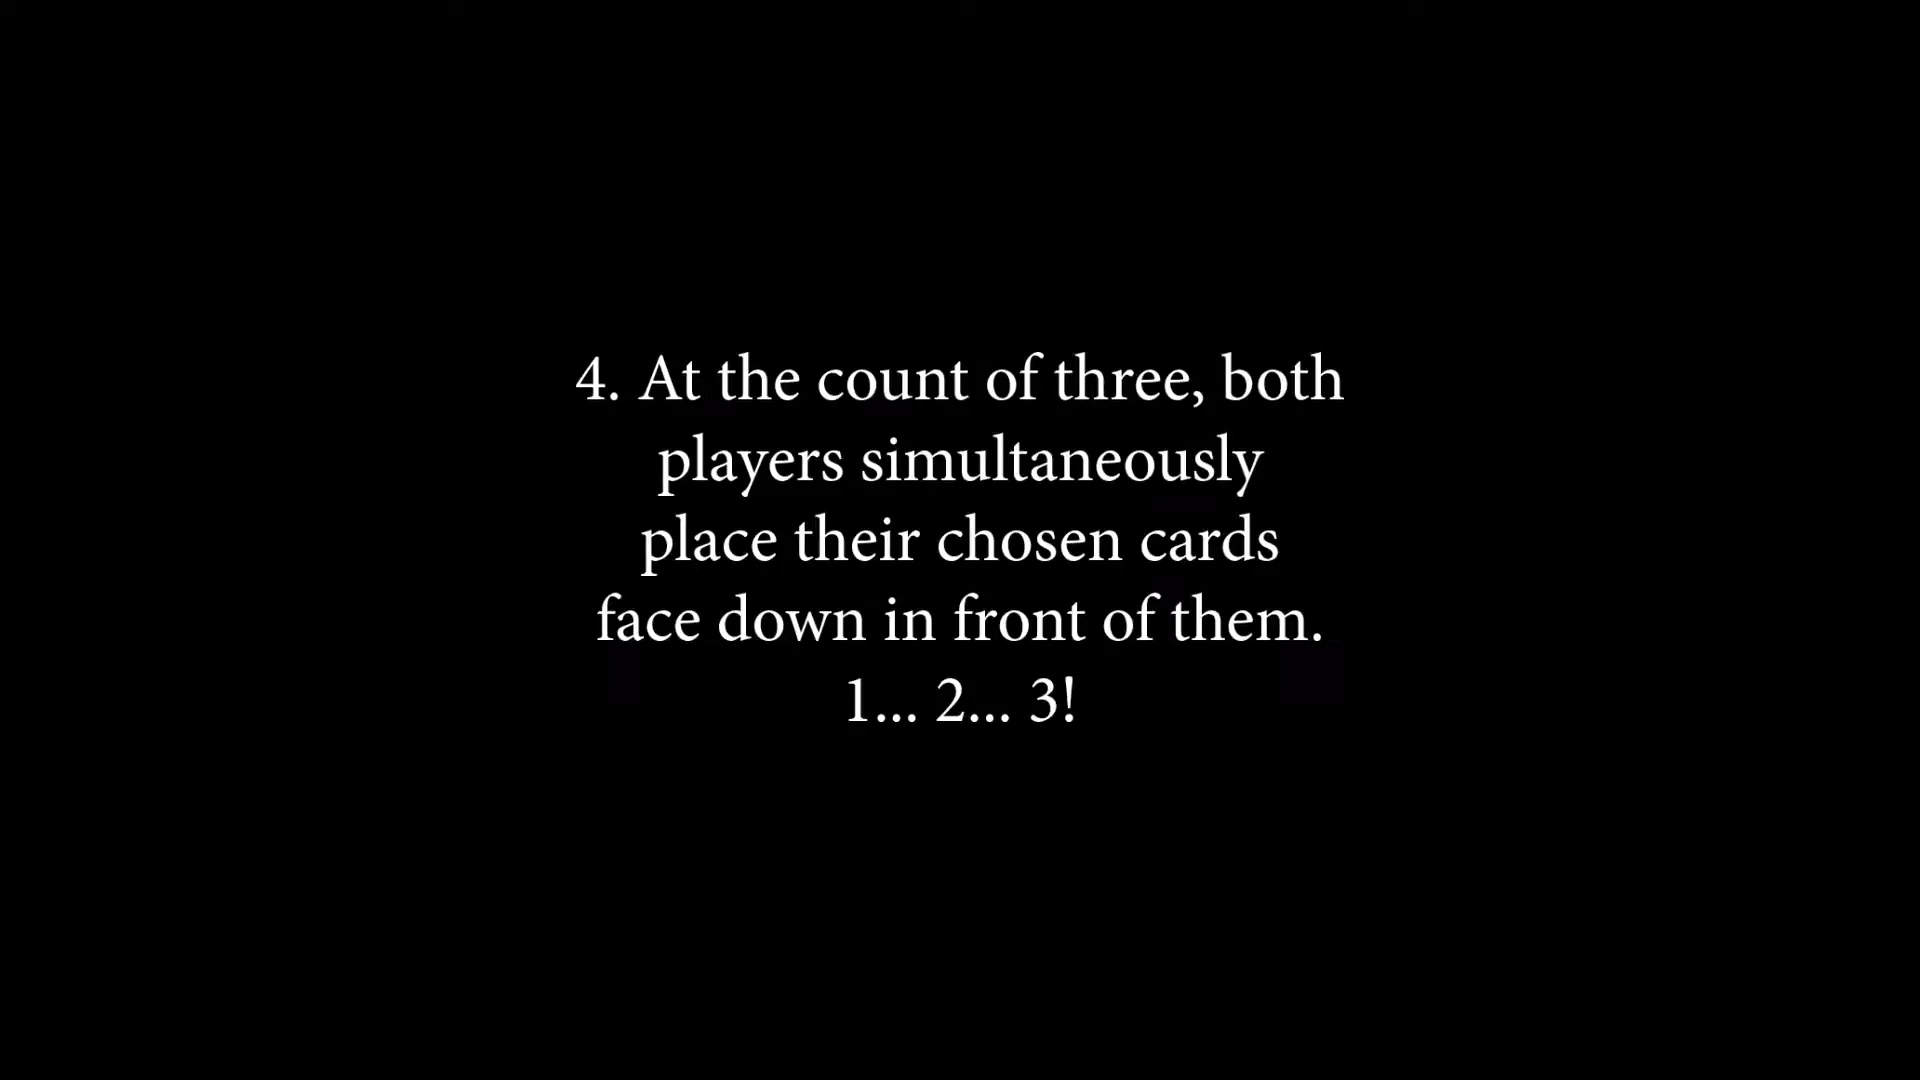 4. At the count of three, both
players simultaneously
place their chosen cards
face down in front of them.
1... 2... 3!